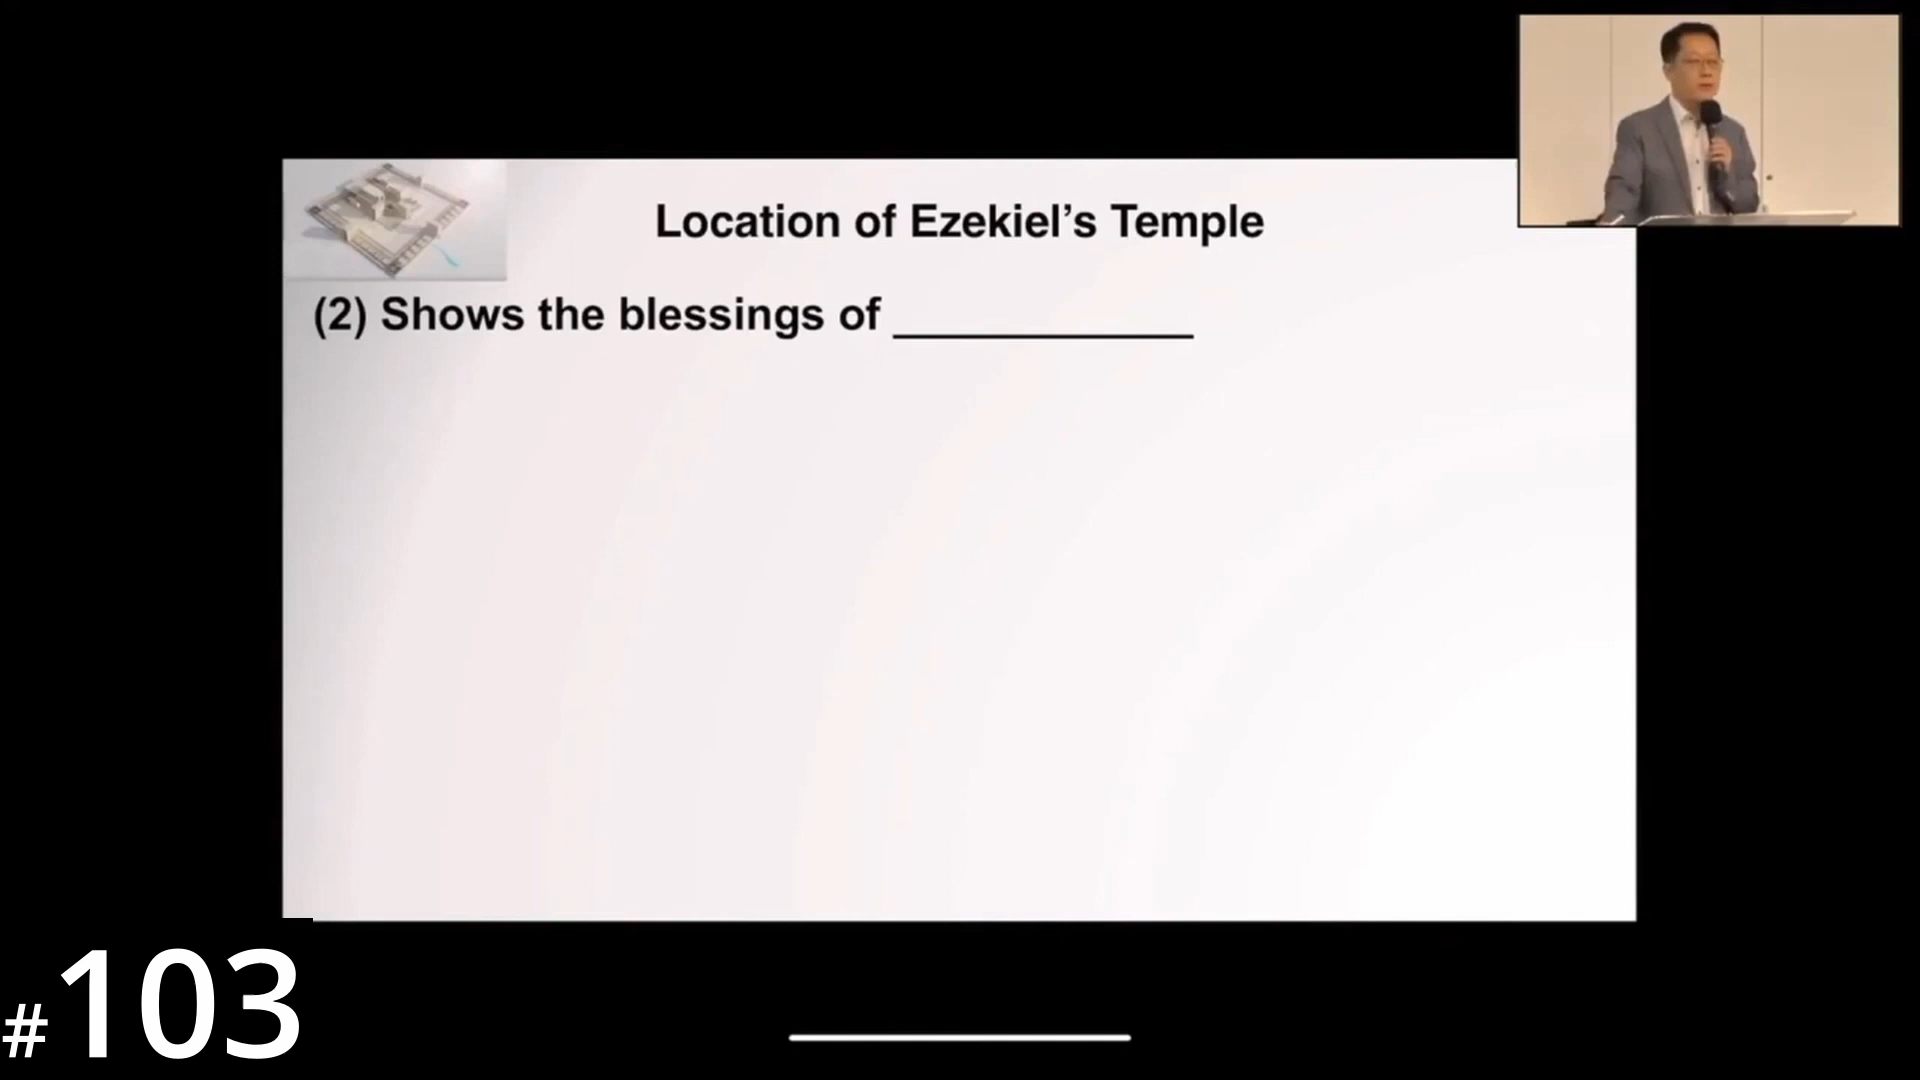 Location of Ezekiel’s Temple
(2) Shows the blessings of ____________
#103